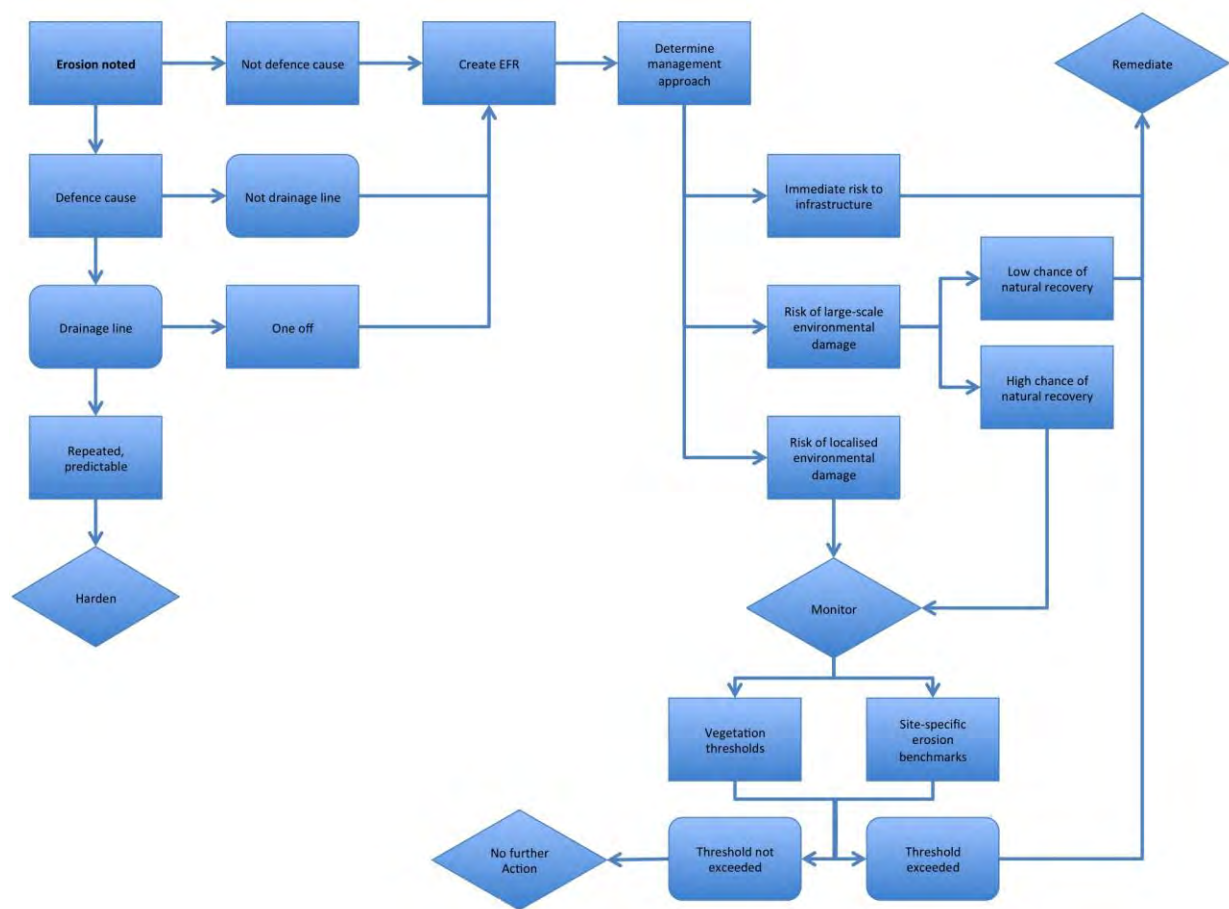 Erosion noted
Not defence cause
Create EFR
Determine
management
approach
Remediate
Defence cause
Not drainage line
Immediate risk to
infrastructure
Low chance of
natural recovery
Drainage line
One off
Risk of large-scale
environmental
damage
High chance of
natural recovery
Repeated,
predictable
Risk of localised
environmental
damage
Harden
Monitor
Vegetation
thresholds
Site-specific
erosion
benchmarks
No further
Action
Threshold not
exceeded
Threshold
exceeded